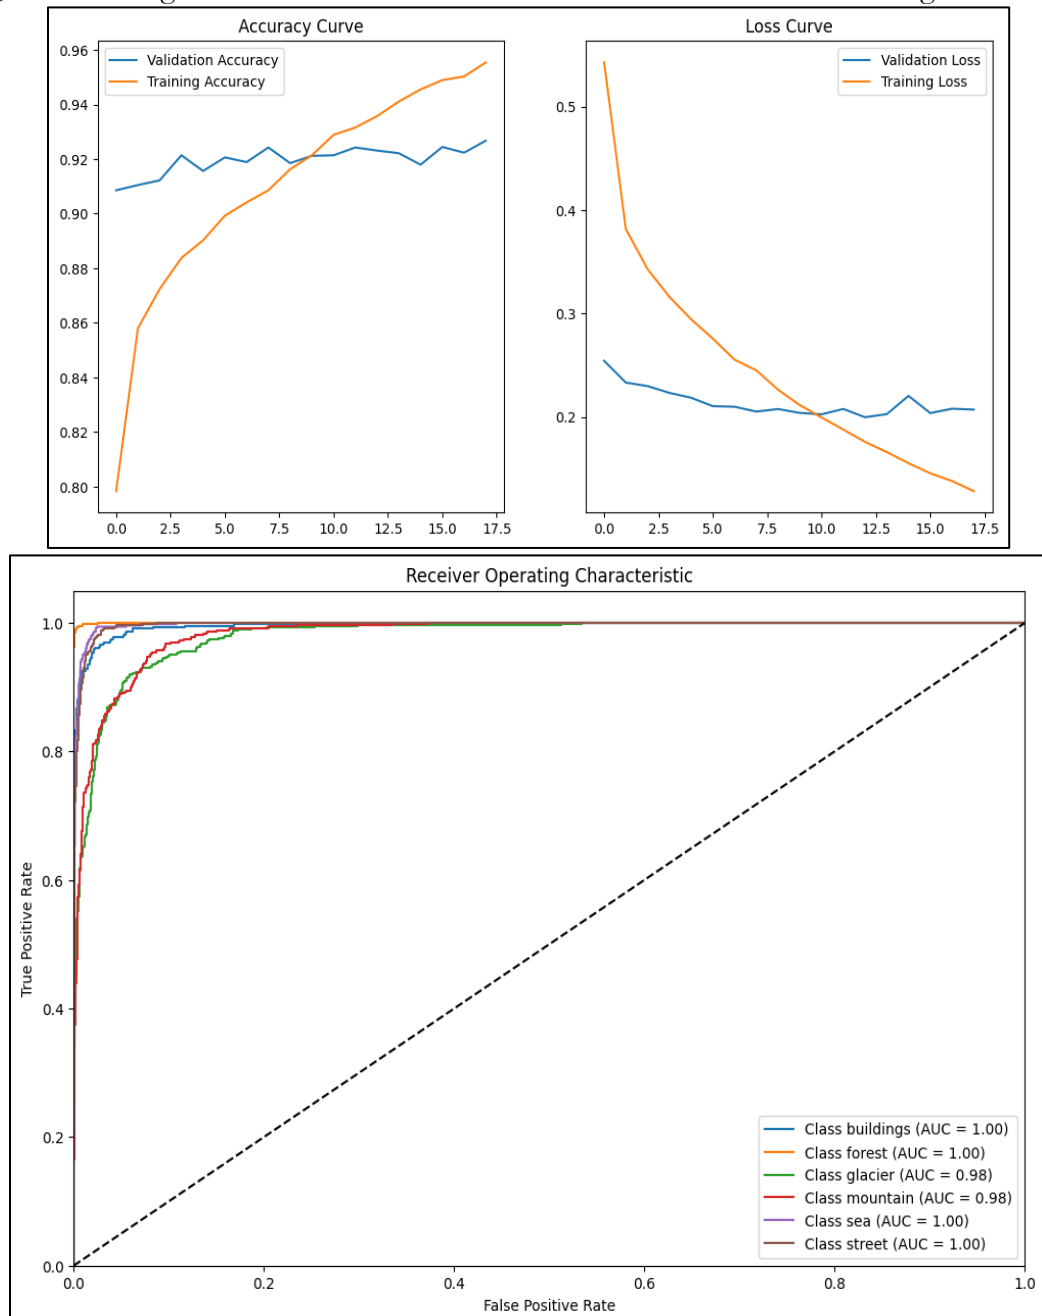 Accuracy Curve
Validation Accuracy
Training Accuracy
0.96
0.94
0.92
0.90
0.88
0.86
0.84
0.82
0.80
0.0 2.5 5.0 7.5 10.0 12.5 15.0 17.5
Loss Curve
Validation Loss
Training Loss
0.5
0.4
0.3
0.2
0.0 2.5 5.0 7.5 10.0 12.5 15.0 17.5
Receiver Operating Characteristic
True Positive Rate
1.0
0.8
0.6
0.4
0.2
0.0
Class buildings (AUC = 1.00)
Class forest (AUC = 1.00)
Class glacier (AUC = 0.98)
Class mountain (AUC = 0.98)
Class sea (AUC = 1.00)
Class street (AUC = 1.00)
0.0 0.2 0.4 0.6 0.8 1.0
False Positive Rate